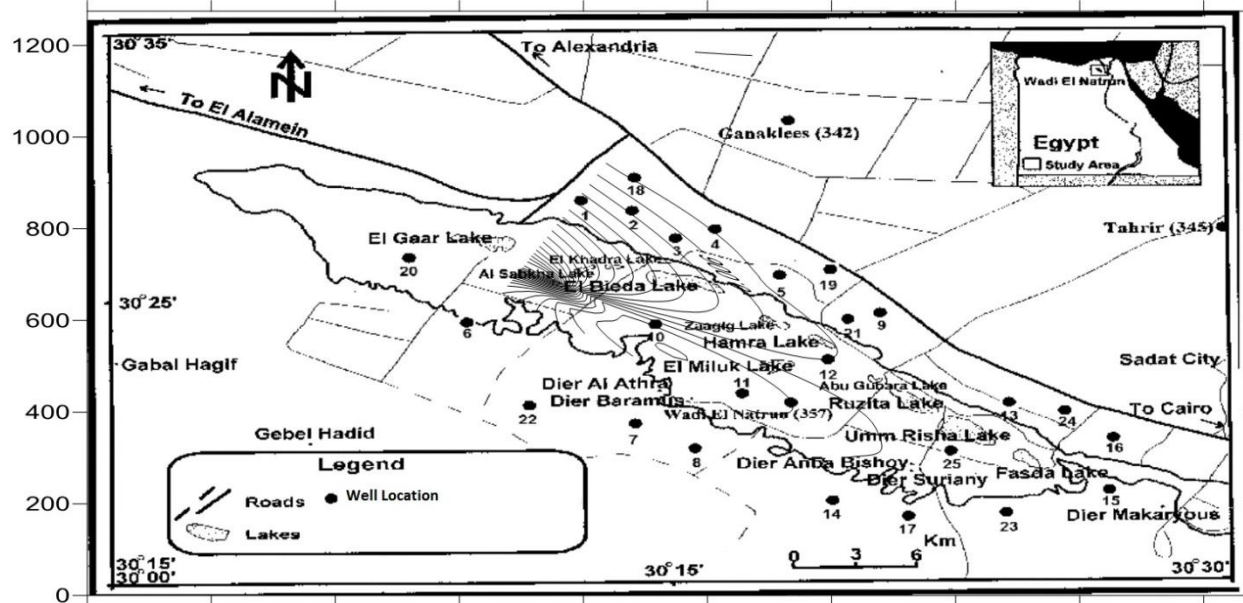 1200
1000
800
600
400
200
0
30°35'
To Alexandria
N
To El Alamein
Ganaklees (342)
Wadi El Natrun
Egypt
Study Area
18
1
2
3
4
Tahrir (345)
El Gaar Lake
20
El Khadra Lake
Al Sabkha Lake
El Bieda Lake
5
19
30°25'
6
10
Zaagig Lake
21
9
Hamra Lake
Gabal Hagif
El Miluk Lake
12
Sadat City
Dier Al Athra
11
Abu Gubara Lake
Dier Baramus
Wadi El Natrun (357)
Ruzita Lake
13
24
To Cairo
22
7
Gebel Hadid
Umm Risha Lake
16
8
Dier Anba Bishoy
25
Fasda Lake
Dier Suriany
15
Legend
Roads
Well Location
Lakes
14
17
23
Dier Makaryous
Km
0 3 6
30°15'
30°00'
30°15'
30°30'